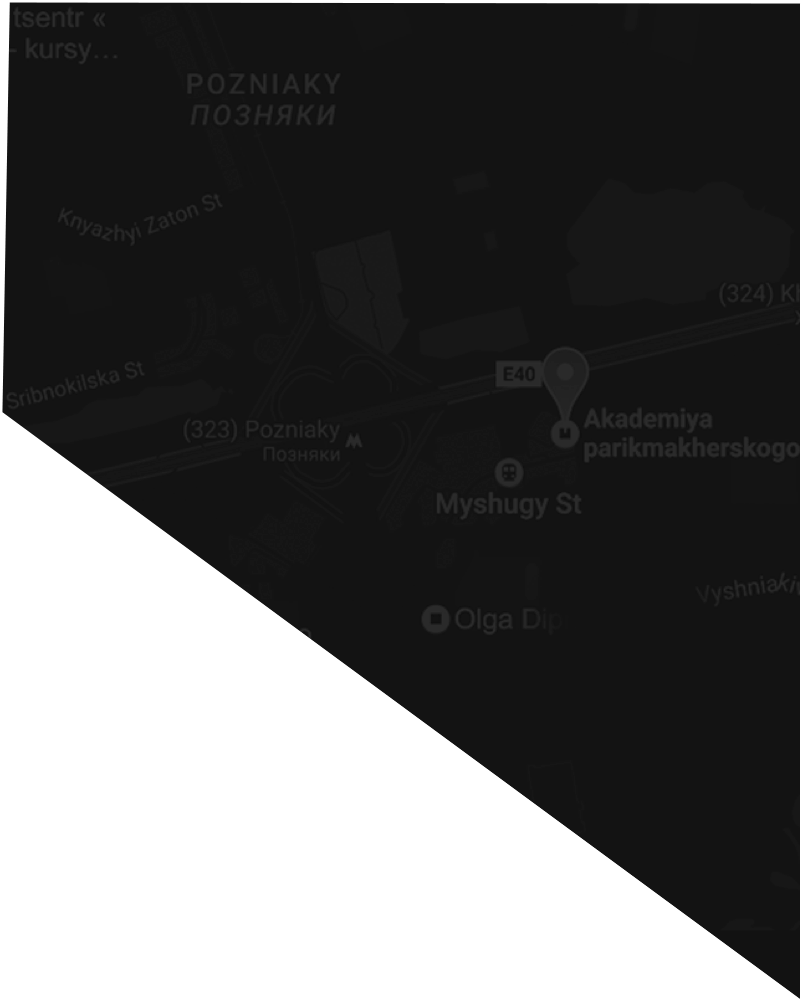 tsentr «
- kursy…
POZNIAKY
ПОЗНЯКИ
Knyazhyi Zaton St
(324) Kh
E40
Sribnokilska St
Akademiya
parikmakherskogo
(323) Pozniaky
Позняки
Myshugy St
Vyshniakiv
Olga Dip